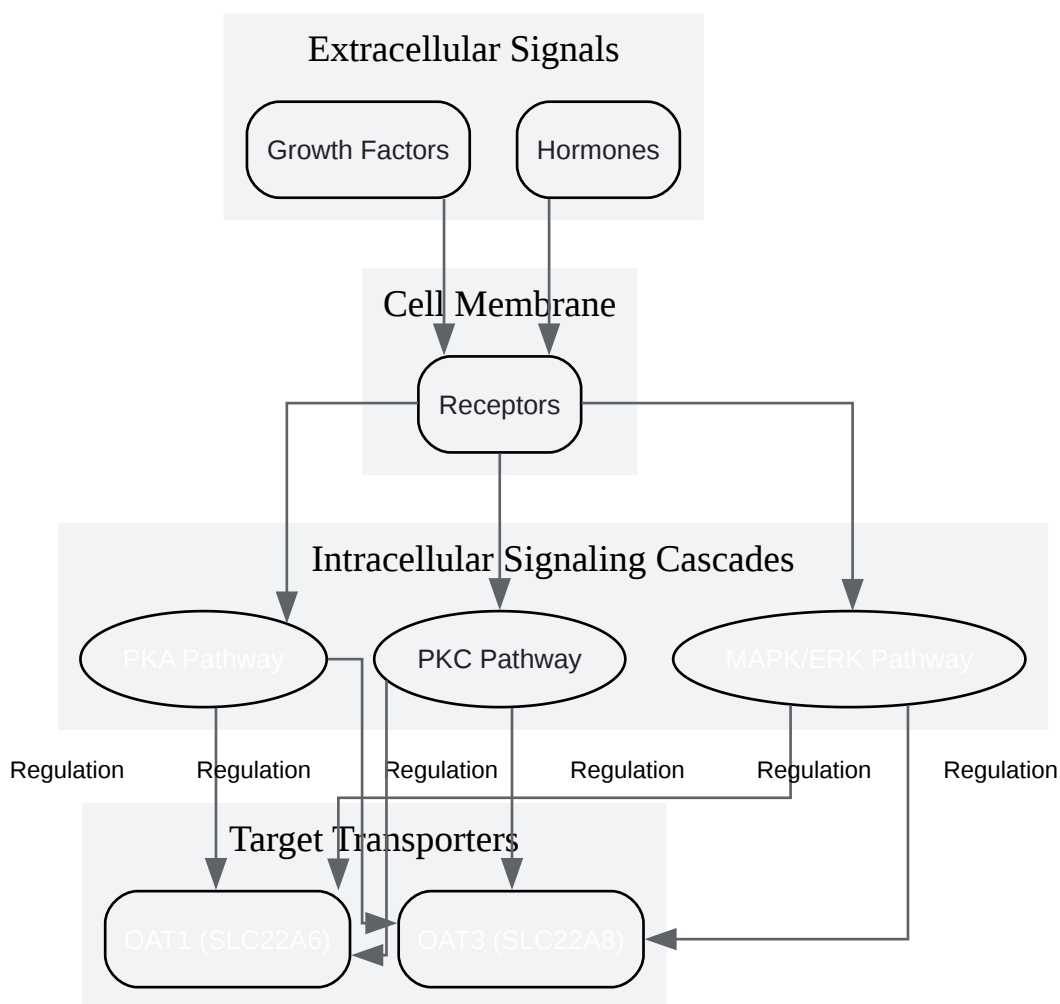 Extracellular Signals
Growth Factors
Hormones
Cell Membrane
Receptors
Intracellular Signaling Cascades
PKA Pathway
PKC Pathway
MAPK/ERK Pathway
Regulation
Regulation
Regulation
Regulation
Regulation
Regulation
Target Transporters
OAT1 (SLC22A6)
OAT3 (SLC22A8)